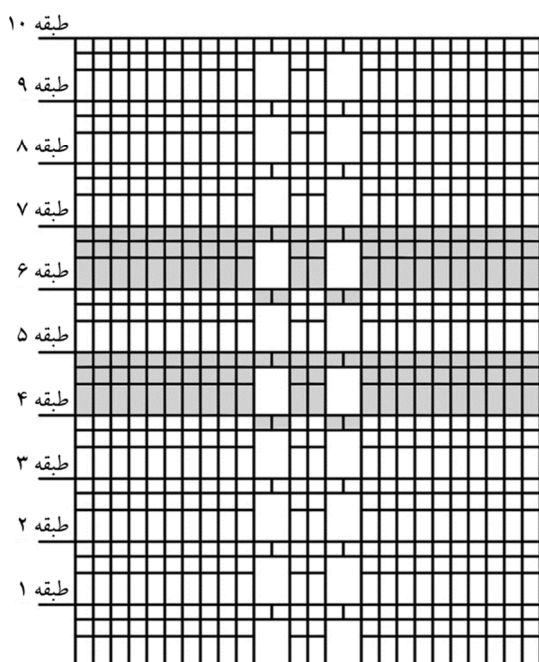 طبقه ۱۰
طبقه ۹
طبقه ۸
طبقه ۷
طبقه ۶
طبقه ۵
طبقه ۴
طبقه ۳
طبقه ۲
طبقه ۱